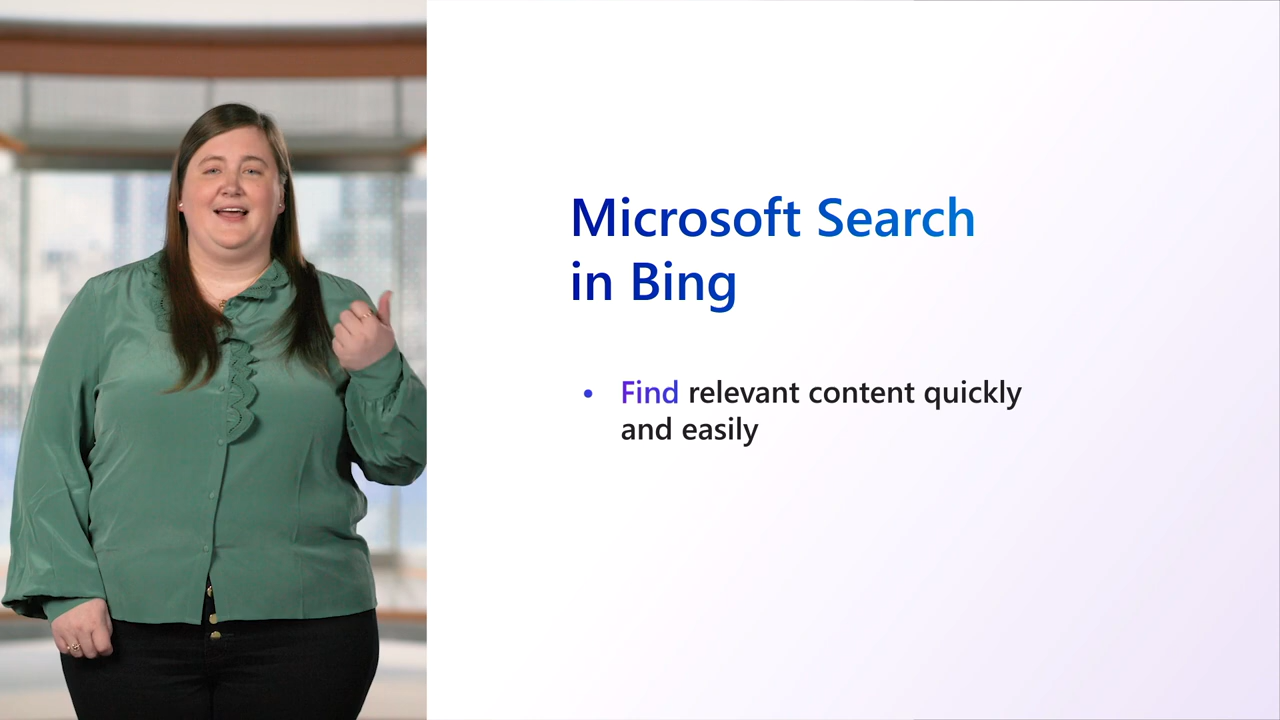 Microsoft Search
in Bing
• Find relevant content quickly
and easily